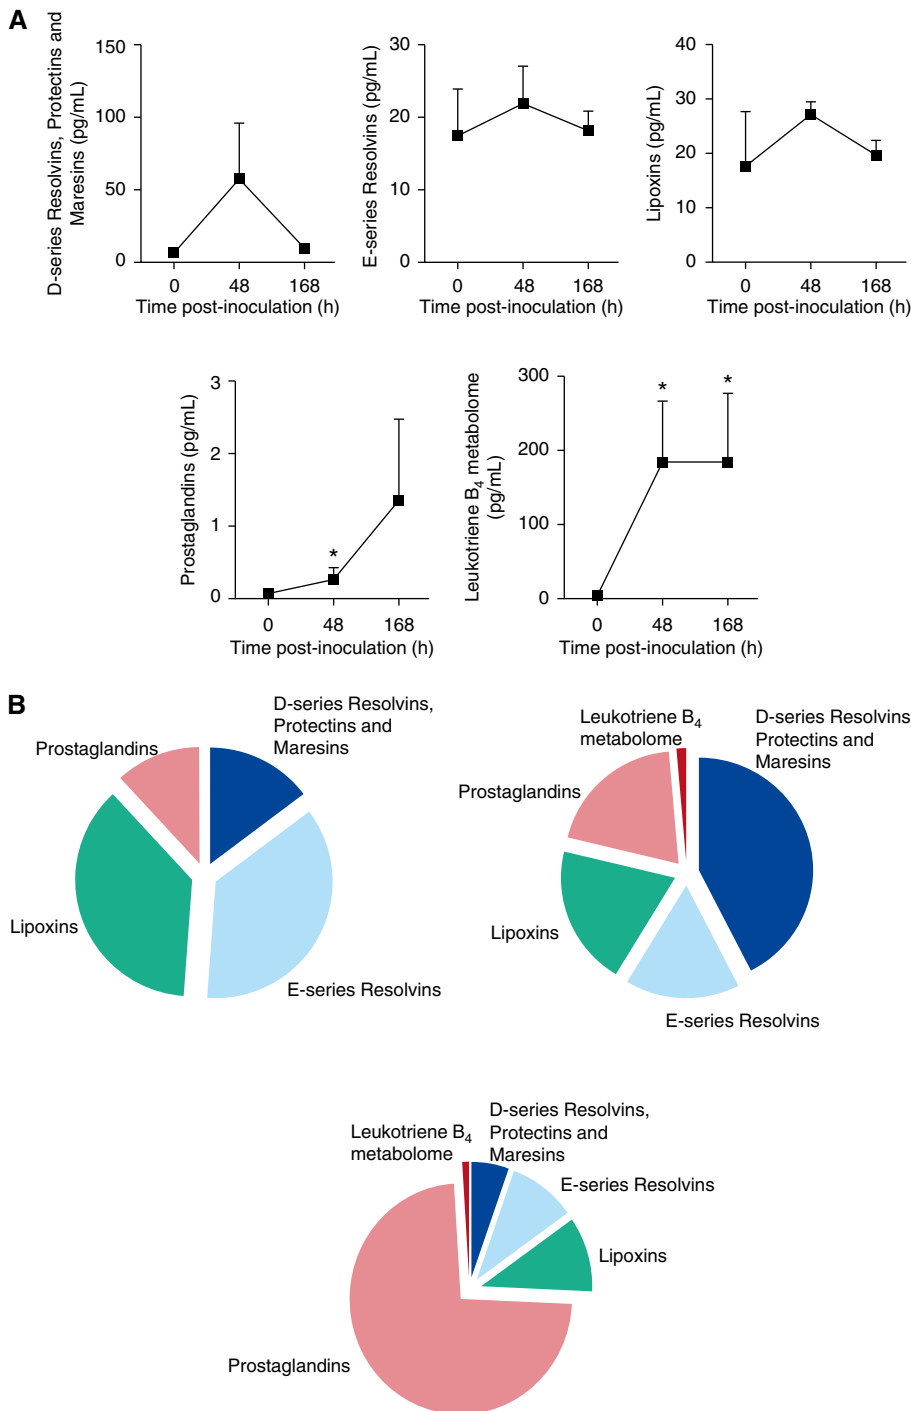 A
D-series Resolvins, Protectins and
Maresins (pg/mL)
150
100
50
0
0 48 168
Time post-inoculation (h)
E-series Resolvins (pg/mL)
30
20
10
0
0 48 168
Time post-inoculation (h)
Lipoxins (pg/mL)
40
30
20
10
0
0 48 168
Time post-inoculation (h)
Prostaglandins (pg/mL)
3
2
1
0
*
0 48 168
Time post-inoculation (h)
Leukotriene B4 metabolome
(pg/mL)
300
200
100
0
* *
0 48 168
Time post-inoculation (h)
B
D-series Resolvins,
Protectins and
Maresins
Prostaglandins
Lipoxins
E-series Resolvins
Leukotriene B4
metabolome
D-series Resolvins
Protectins and
Maresins
Prostaglandins
Lipoxins
E-series Resolvins
Leukotriene B4
metabolome
D-series Resolvins,
Protectins and
Maresins
E-series Resolvins
Lipoxins
Prostaglandins